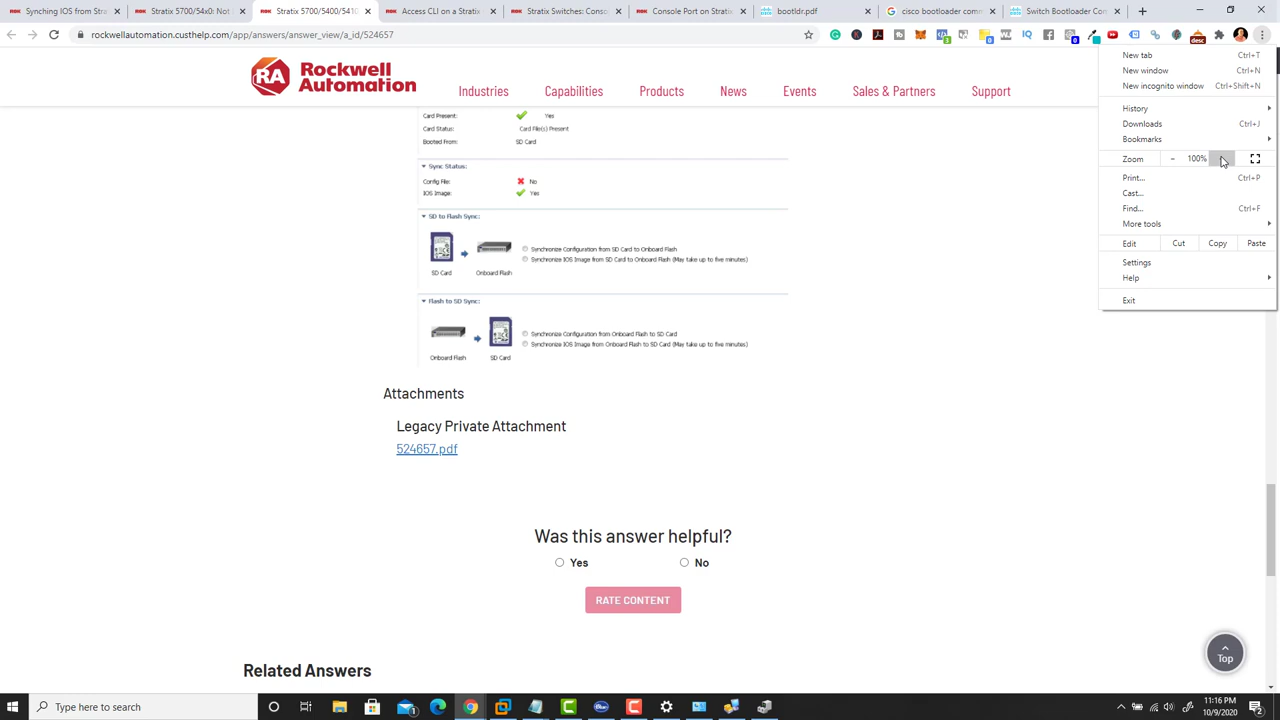 Syncing IOS from Strat
Stratix 5700/54x0: Not
Stratix 5700/5400/541
Access CLI on a Stratix
Stratix Switches: Conso
Console Port on Stratix
bootldr.pdf
cisco bootloader com
Switch Bootloader Com
rockwellautomation.custhelp.com/app/answers/answer_view/a_id/524657
desc
New tab Ctrl+T
New window Ctrl+N
New incognito window Ctrl+Shift+N
History
Downloads Ctrl+J
Bookmarks
Zoom - 100%
Print... Ctrl+P
Cast...
Find... Ctrl+F
More tools
Edit Cut Copy Paste
Settings
Help
Exit
RA Rockwell
Automation
Industries Capabilities Products News Events Sales & Partners Support
Card Present: Yes
Card Status: Card File(s) Present
Booted From: SD Card
Sync Status:
Config File: No
IOS Image: Yes
SD to Flash Sync:
Synchronize Configuration from SD Card to Onboard Flash
Synchronize IOS Image from SD Card to Onboard Flash (May take up to five minutes)
SD Card Onboard Flash
Flash to SD Sync:
Synchronize Configuration from Onboard Flash to SD Card
Synchronize IOS Image from Onboard Flash to SD Card (May take up to five minutes)
Onboard Flash SD Card
Attachments
Legacy Private Attachment
524657.pdf
Was this answer helpful?
Yes No
RATE CONTENT
Top
Related Answers
Type here to search
11:16 PM
10/9/2020